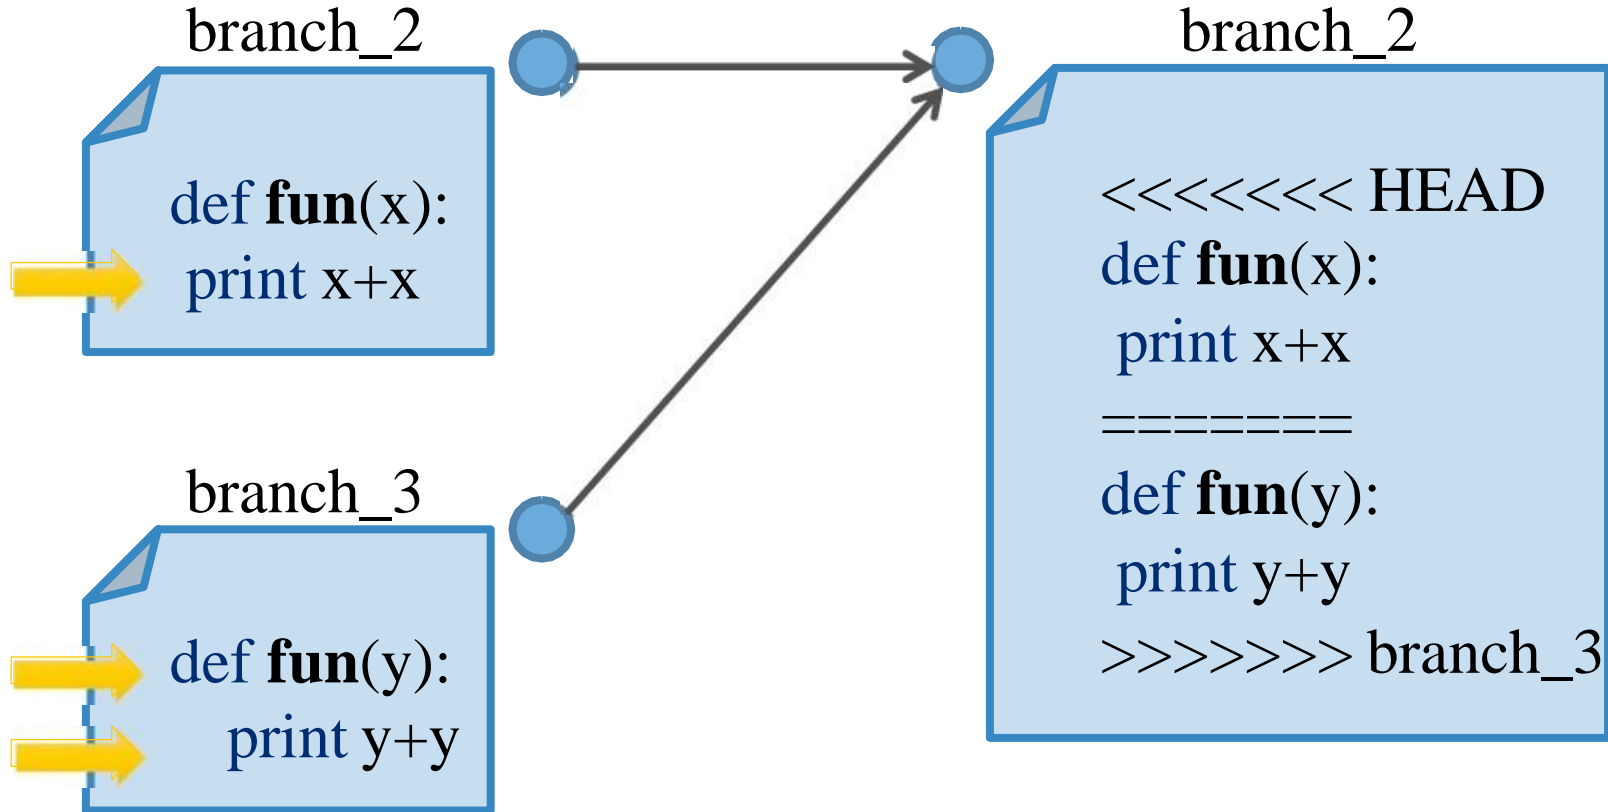 branch_2
def fun(x):
print x+x
branch_3
def fun(y):
print y+y
branch_2
<<<<<<< HEAD
def fun(x):
print x+x
=======
def fun(y):
print y+y
>>>>>>> branch_3